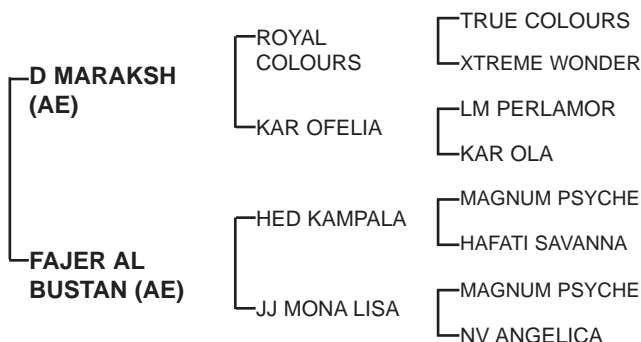 D MARAKSH
(AE)
ROYAL
COLOURS
TRUE COLOURS
XTREME WONDER
KAR OFELIA
LM PERLAMOR
KAR OLA
FAJER AL
BUSTAN (AE)
HED KAMPALA
MAGNUM PSYCHE
HAFATI SAVANNA
JJ MONA LISA
MAGNUM PSYCHE
NV ANGELICA